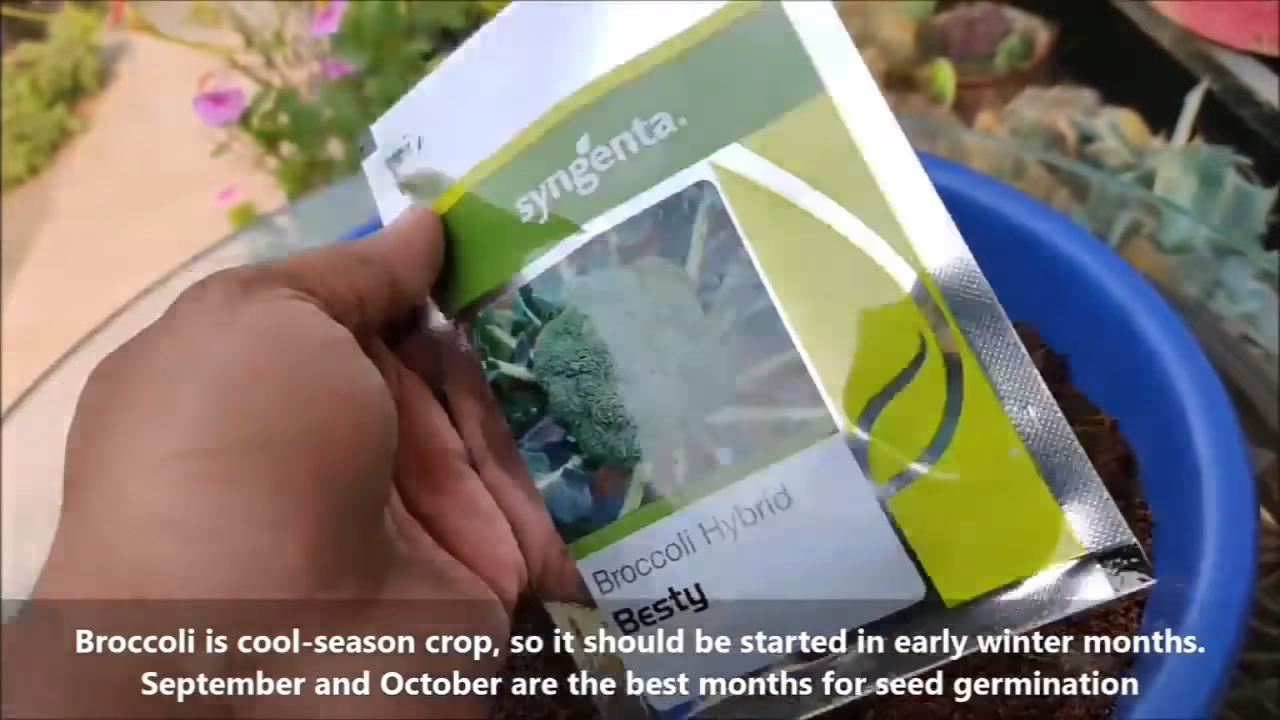 syngenta.
Broccoli Hybrid
Besty
Broccoli is cool-season crop, so it should be started in early winter months.
September and October are the best months for seed germination